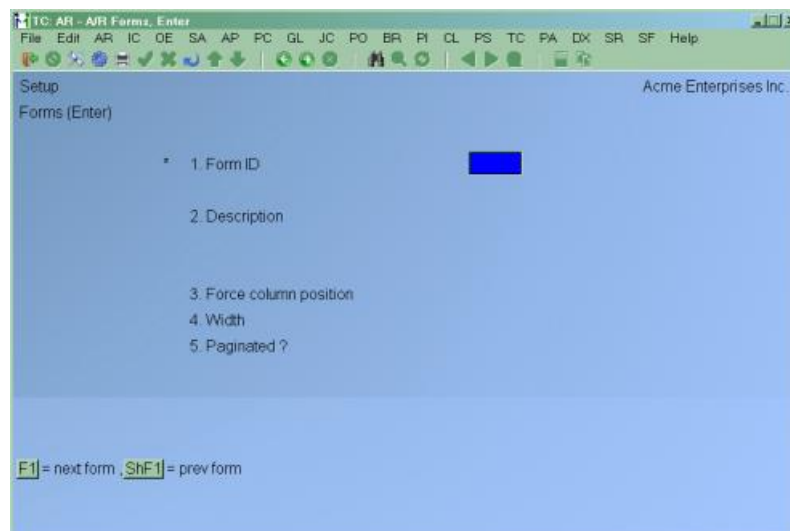 TC: AR - A/R Forms, Enter
File Edit AR IC OE SA AP PC GL JC PO BR PI CL PS TC PA DX SR SF Help
Setup Acme Enterprises Inc.
Forms (Enter)
* 1. Form ID
2. Description
3. Force column position
4. Width
5. Paginated ?
F1 = next form , ShF1 = prev form